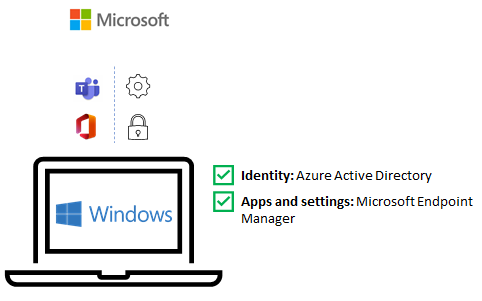 Microsoft
Identity: Azure Active Directory
Apps and settings: Microsoft Endpoint
Manager
Windows